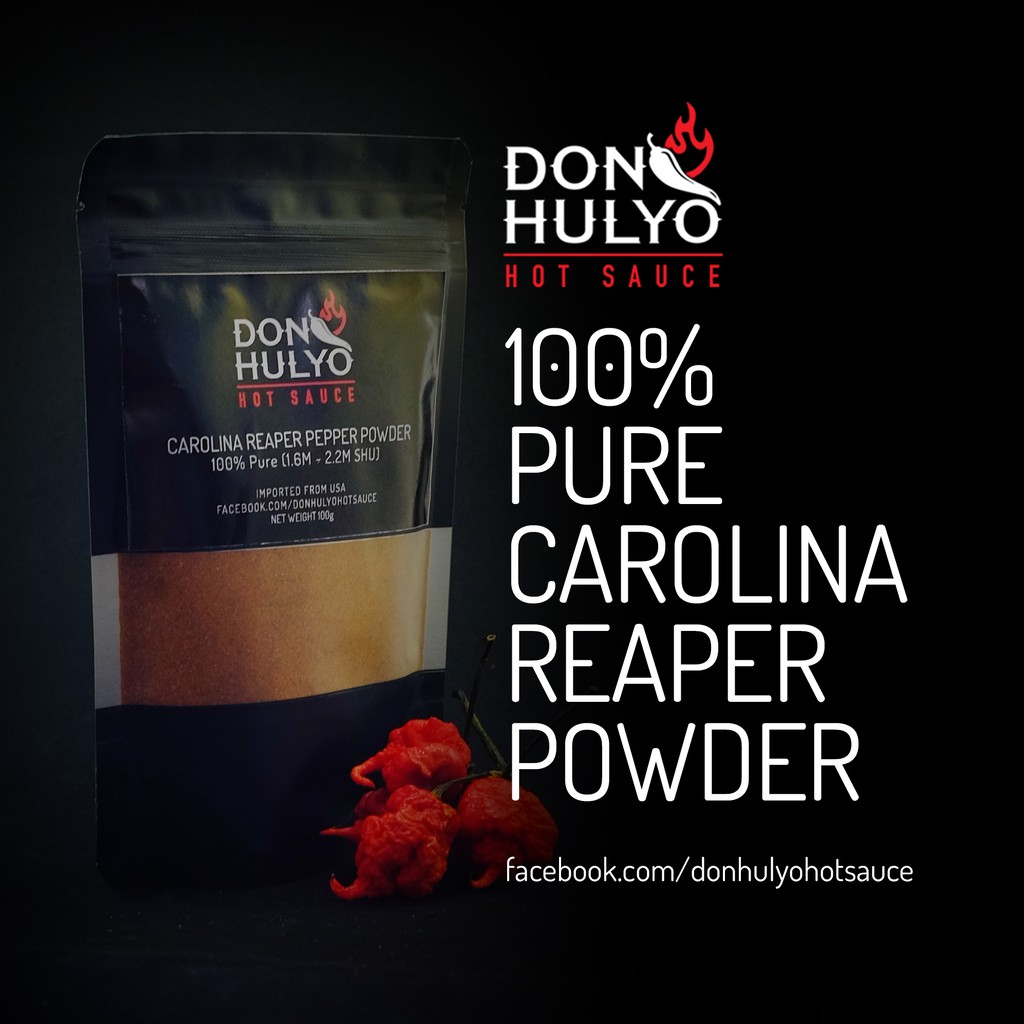 DON
HULYO
HOT SAUCE
CAROLINA REAPER PEPPER POWDER
100% Pure (1.6M - 2.2M SHU)
IMPORTED FROM USA
FACEBOOK.COM/DONHULYOHOTSAUCE
NET WEIGHT 100g
DON
HULYO
HOT SAUCE
100%
PURE
CAROLINA
REAPER
POWDER
facebook.com/donhulyohotsauce